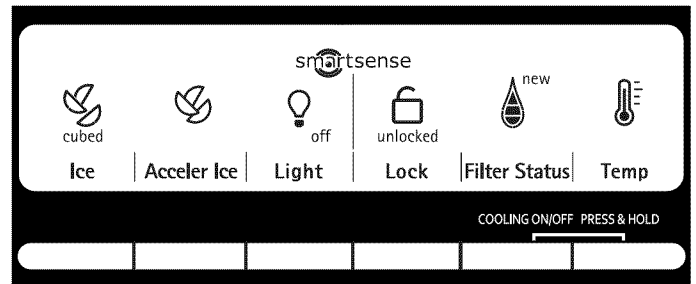 smartsense
new
cubed
off
unlocked
Ice
Acceler Ice
Light
Lock
Filter Status
Temp
COOLING ON/OFF PRESS & HOLD